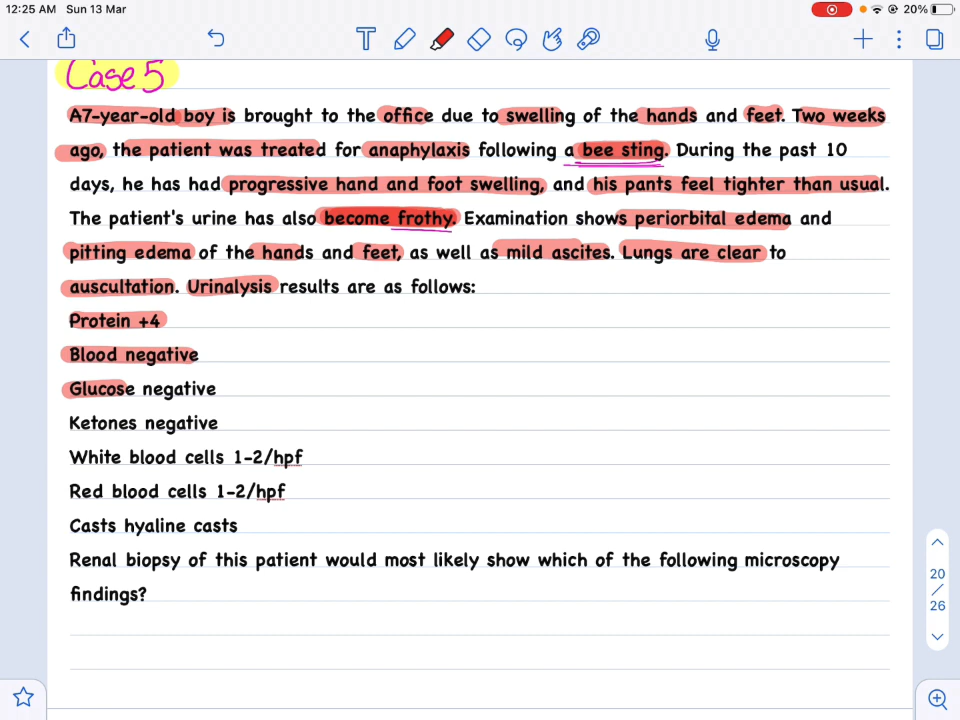 12:25 AM Sun 13 Mar
20%
T
Case 5
A7-year-old boy is brought to the office due to swelling of the hands and feet. Two weeks
ago, the patient was treated for anaphylaxis following a bee sting. During the past 10
days, he has had progressive hand and foot swelling, and his pants feel tighter than usual.
The patient's urine has also become frothy. Examination shows periorbital edema and
pitting edema of the hands and feet, as well as mild ascites. Lungs are clear to
auscultation. Urinalysis results are as follows:
Protein +4
Blood negative
Glucose negative
Ketones negative
White blood cells 1-2/hpf
Red blood cells 1-2/hpf
Casts hyaline casts
Renal biopsy of this patient would most likely show which of the following microscopy
findings?
20
/
26